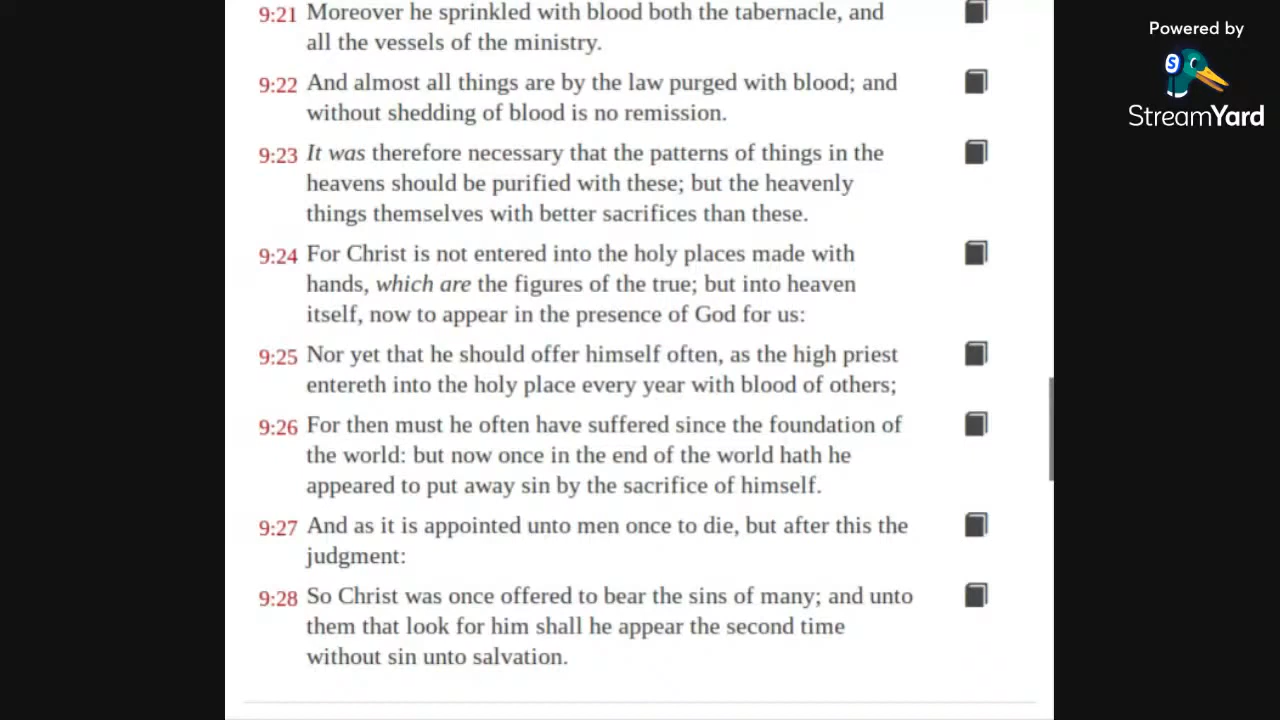 9:21 Moreover he sprinkled with blood both the tabernacle, and
all the vessels of the ministry.
9:22 And almost all things are by the law purged with blood; and
without shedding of blood is no remission.
9:23 It was therefore necessary that the patterns of things in the
heavens should be purified with these; but the heavenly
things themselves with better sacrifices than these.
9:24 For Christ is not entered into the holy places made with
hands, which are the figures of the true; but into heaven
itself, now to appear in the presence of God for us:
9:25 Nor yet that he should offer himself often, as the high priest
entereth into the holy place every year with blood of others;
9:26 For then must he often have suffered since the foundation of
the world: but now once in the end of the world hath he
appeared to put away sin by the sacrifice of himself.
9:27 And as it is appointed unto men once to die, but after this the
judgment:
9:28 So Christ was once offered to bear the sins of many; and unto
them that look for him shall he appear the second time
without sin unto salvation.
Powered by
S
StreamYard